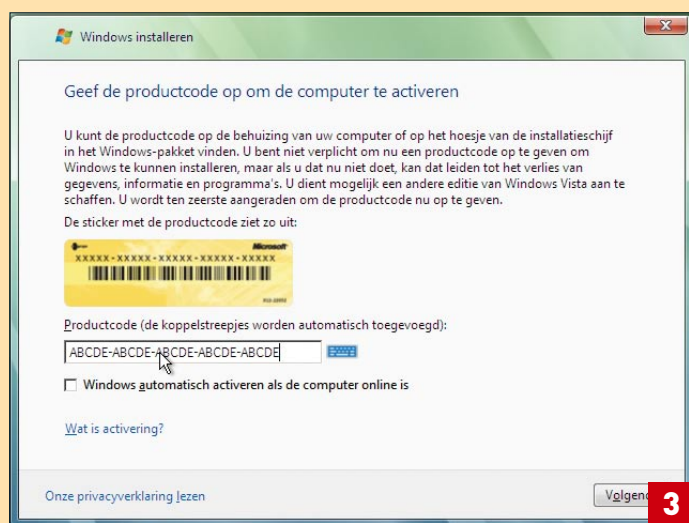 Windows installeren
Geef de productcode op om de computer te activeren
U kunt de productcode op de behuizing van uw computer of op het hoesje van de installatieschijf
in het Windows-pakket vinden. U bent niet verplicht om nu een productcode op te geven om
Windows te kunnen installeren, maar als u dat nu niet doet, kan dat leiden tot het verlies van
gegevens, informatie en programma's. U dient mogelijk een andere editie van Windows Vista aan te
schaffen. U wordt ten zeerste aangeraden om de productcode nu op te geven.
De sticker met de productcode ziet zo uit:
Microsoft
XXXXX-XXXXX-XXXXX-XXXXX-XXXXX
Productcode (de koppelstreepjes worden automatisch toegevoegd):
ABCDE-ABCDE-ABCDE-ABCDE-ABCDE
Windows automatisch activeren als de computer online is
Wat is activering?
Onze privacyverklaring lezen
Volgen
3